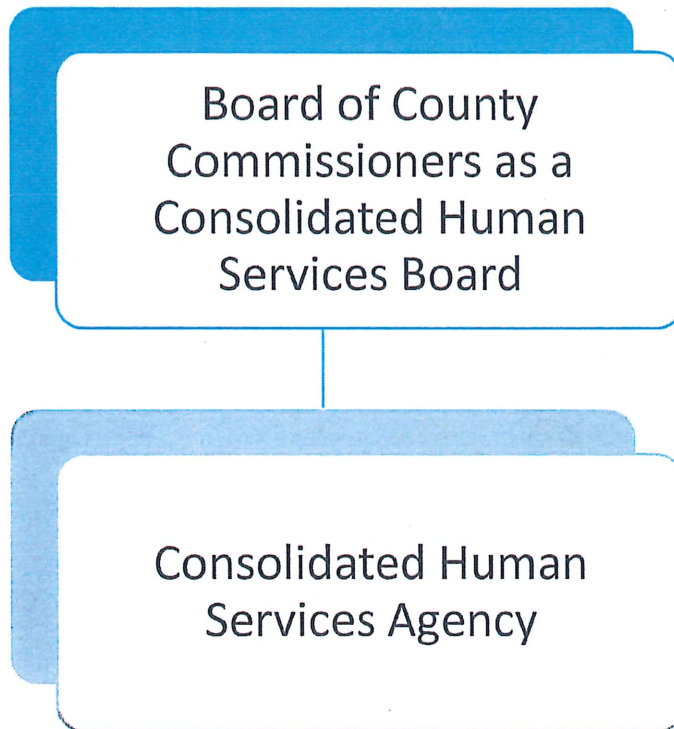 Board of County
Commissioners as a
Consolidated Human
Services Board
Consolidated Human
Services Agency